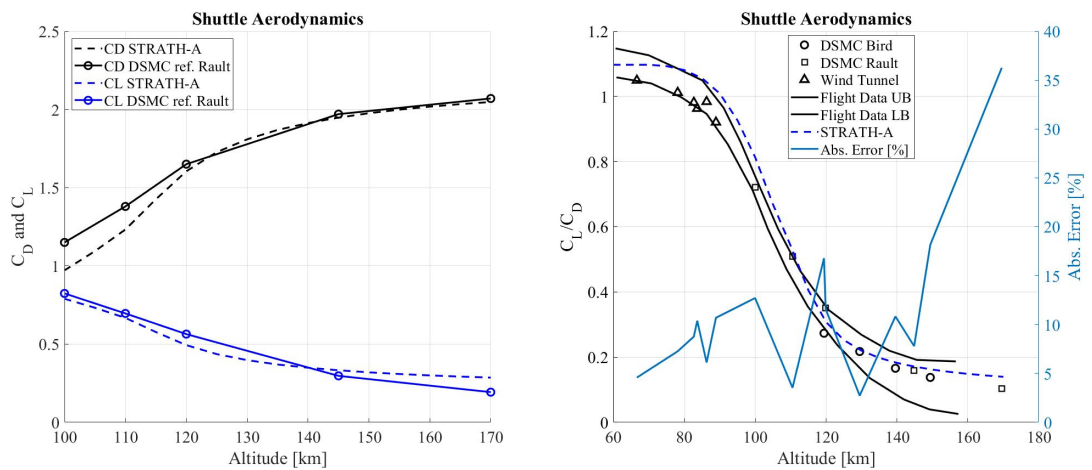 Shuttle Aerodynamics
2.5
2
1.5
1
0.5
0
C_D and C_L
CD STRATH-A
CD DSMC ref. Rault
CL STRATH-A
CL DSMC ref. Rault
100
110
120
130
140
150
160
170
Altitude [km]
Shuttle Aerodynamics
1.2
1
0.8
0.6
0.4
0.2
0
C_L/C_D
DSMC Bird
DSMC Rault
Wind Tunnel
Flight Data UB
Flight Data LB
STRATH-A
Abs. Error [%]
40
35
30
25
20
15
10
5
0
Abs. Error [%]
60
80
100
120
140
160
180
Altitude [km]